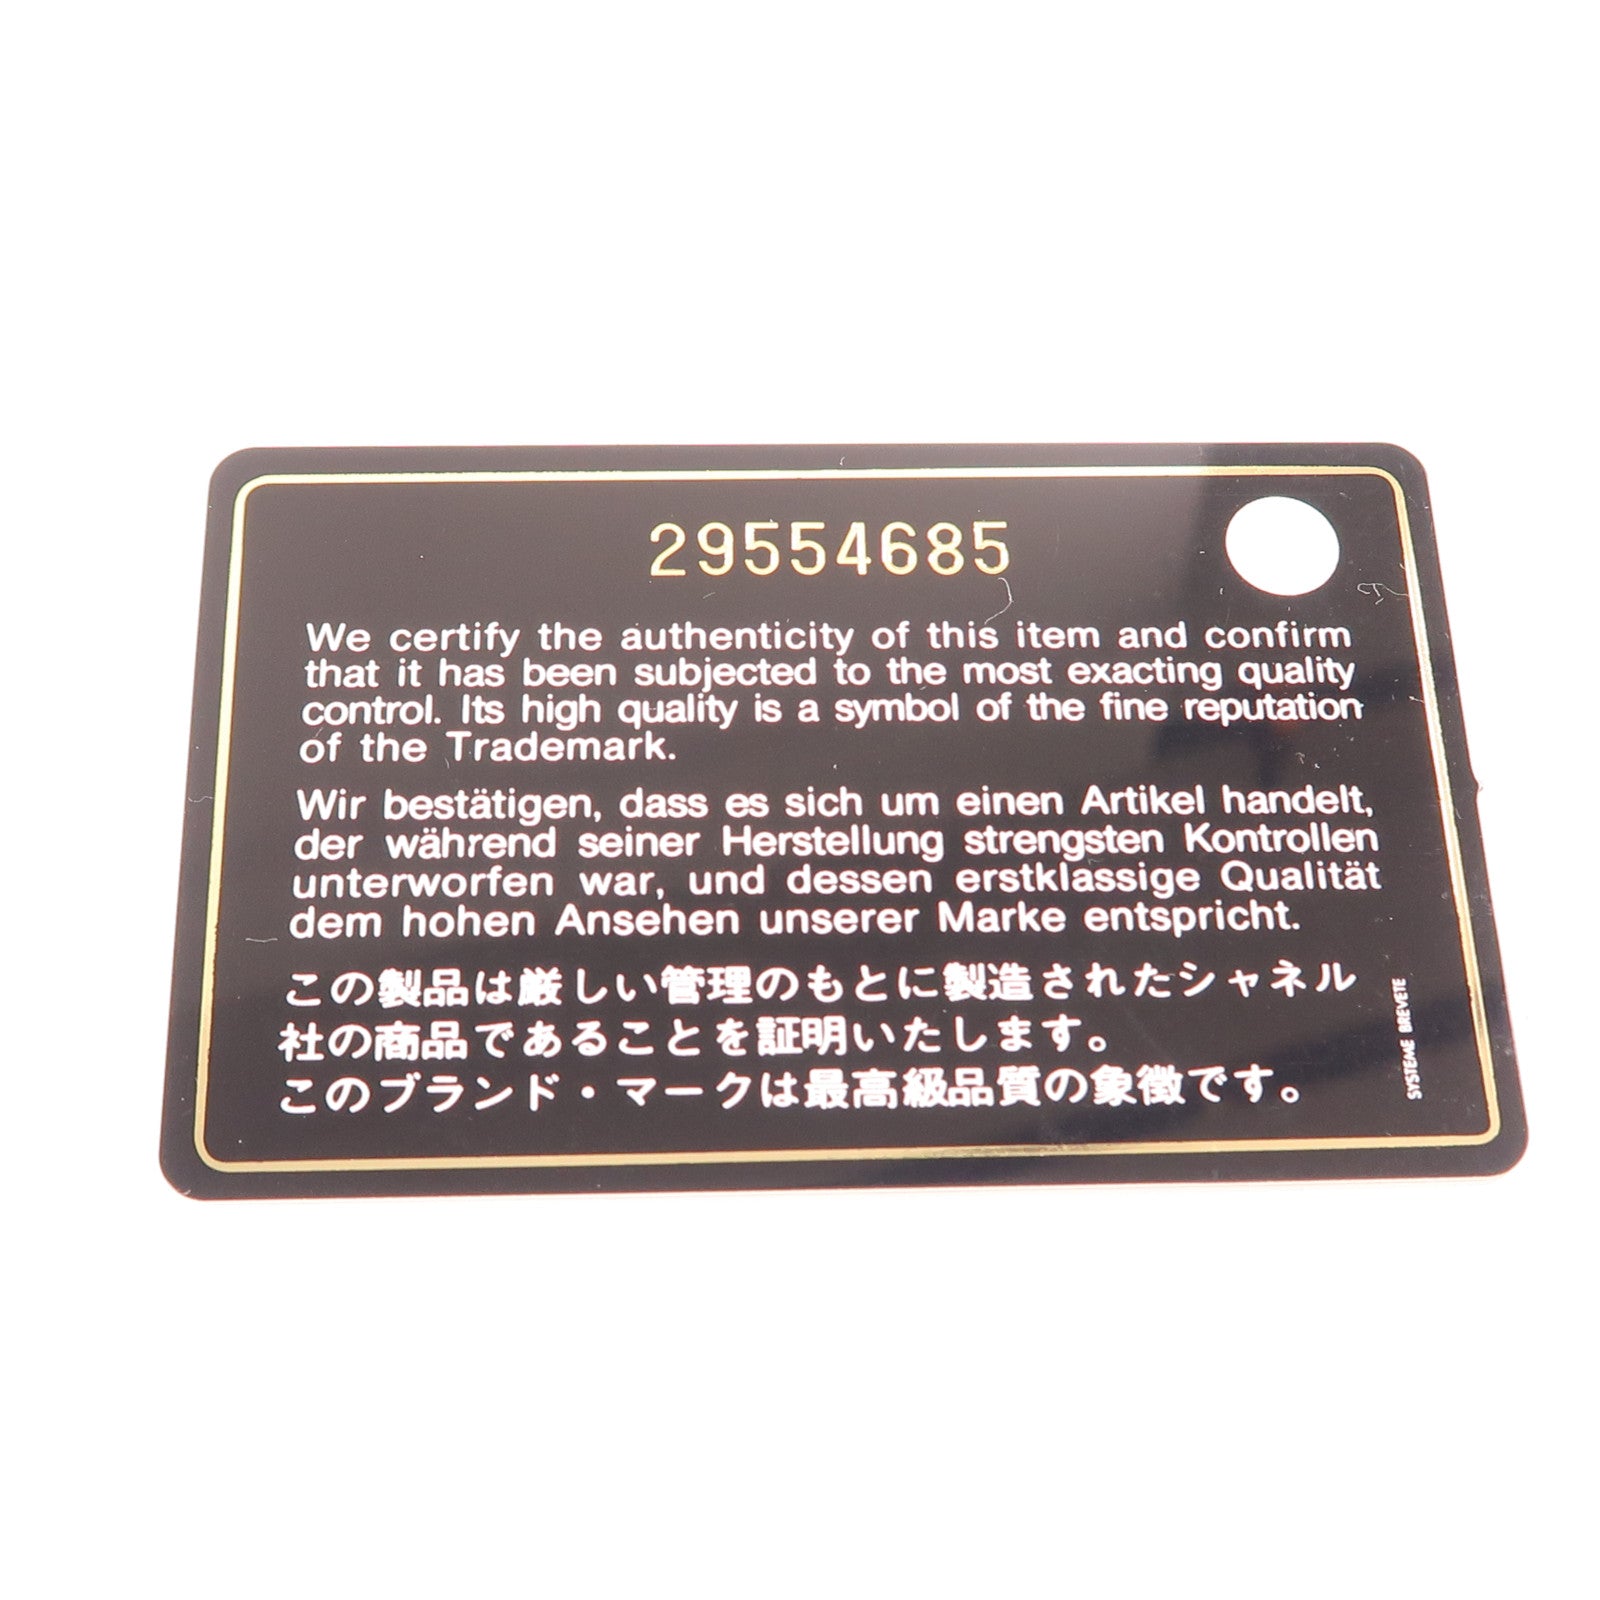 29554685
We certify the authenticity of this item and confirm
that it has been subjected to the most exacting quality
control. Its high quality is a symbol of the fine reputation
of the Trademark.
Wir bestätigen, dass es sich um einen Artikel handelt,
der während seiner Herstellung strengsten Kontrollen
unterworfen war, und dessen erstklassige Qualität
dem hohen Ansehen unserer Marke entspricht.
この製品は厳しい管理のもとに製造されたシャネル
社の商品であることを証明いたします。
このブランド・マークは最高級品質の象徴です。
SYSTEME BREVETE